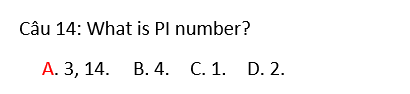 Câu 14: What is PI number?
A. 3, 14. B. 4. C. 1. D. 2.